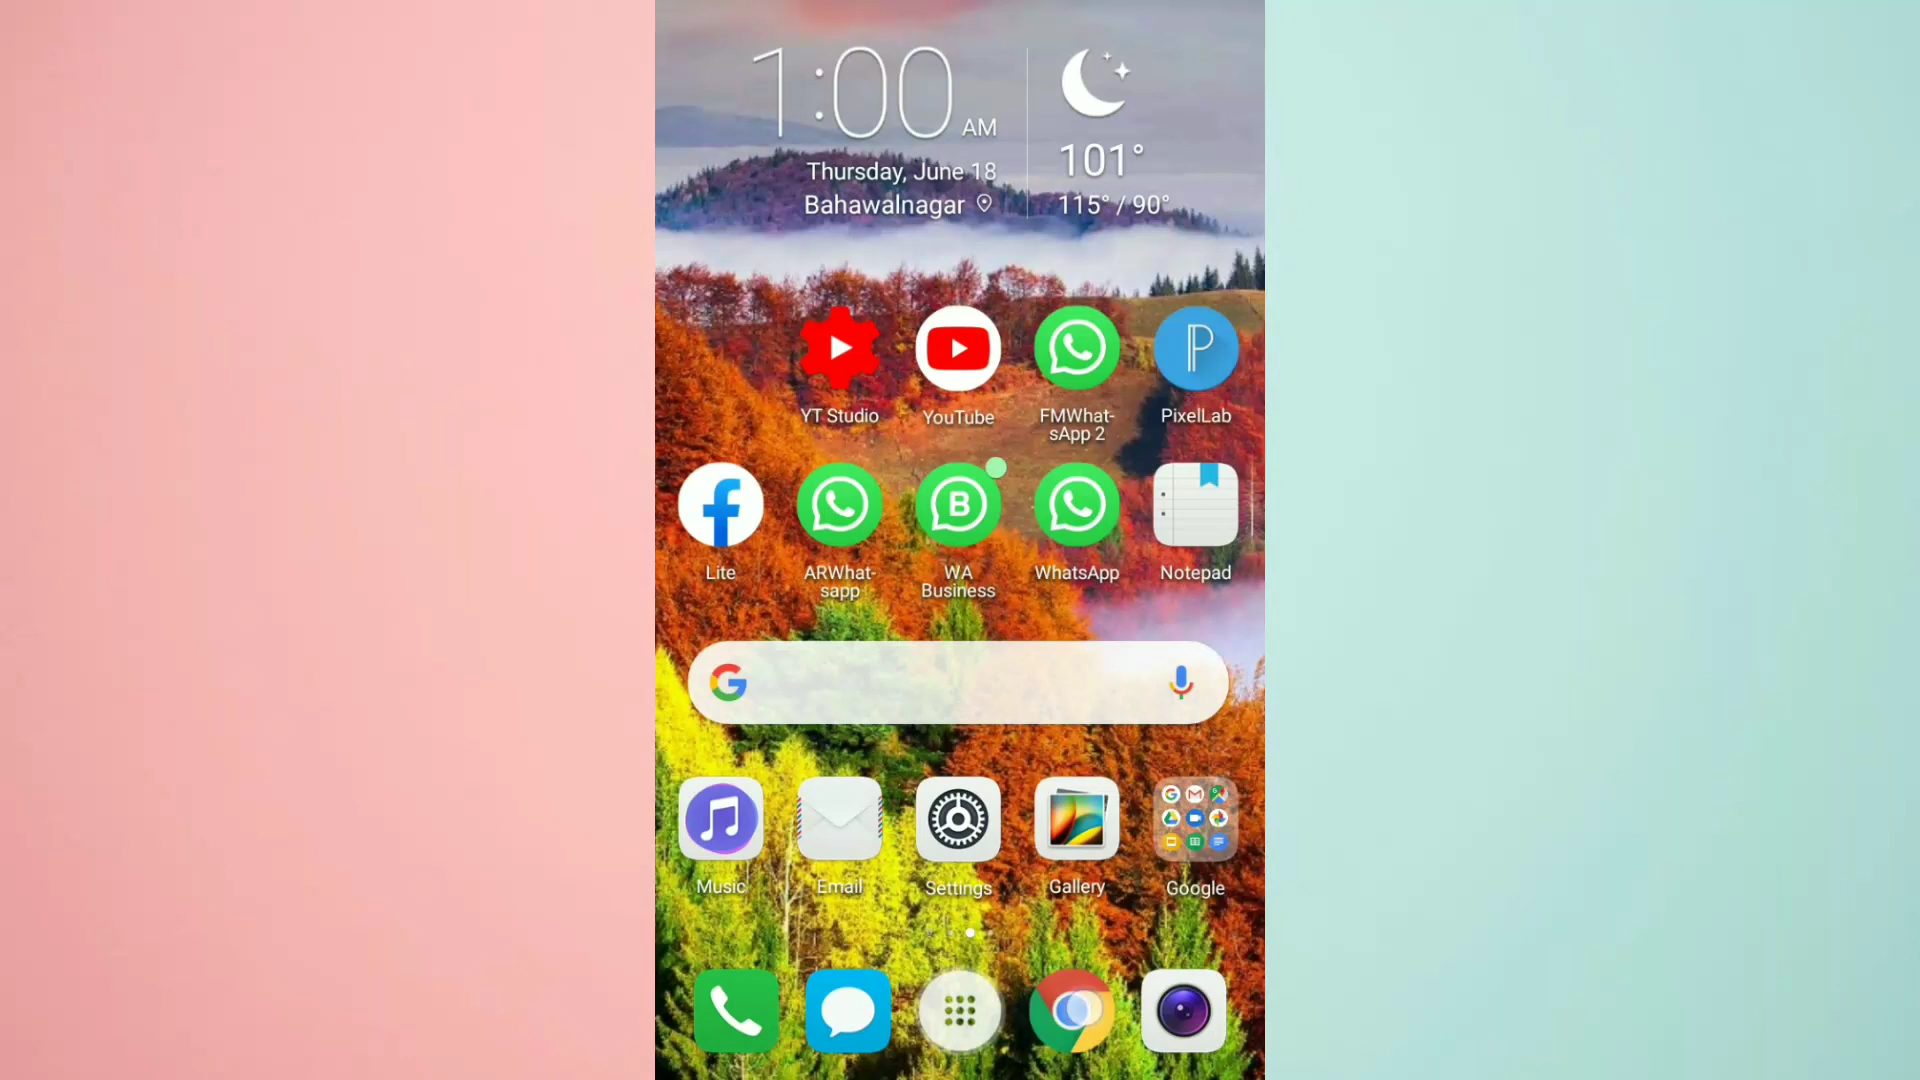 1:00 AM
Thursday, June 18
Bahawalnagar
101°
115° / 90°
YT Studio
YouTube
FMWhat-
sApp 2
PixelLab
P
Lite
ARWhat-
sapp
B
WA
Business
WhatsApp
Notepad
G
Music
Email
Settings
Gallery
Google